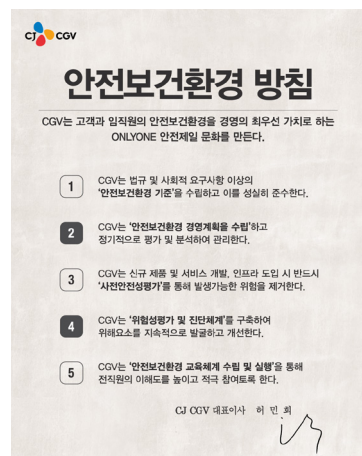 CJ CGV
안전보건환경 방침
CGV는 고객과 임직원의 안전보건환경을 경영의 최우선 가치로 하는
ONLYONE 안전제일 문화를 만든다.
1
CGV는 법규 및 사회적 요구사항 이상의
'안전보건환경 기준'을 수립하고 이를 성실히 준수한다.
2
CGV는 '안전보건환경 경영계획을 수립'하고
정기적으로 평가 및 분석하여 관리한다.
3
CGV는 신규 제품 및 서비스 개발, 인프라 도입 시 반드시
'사전안전성평가'를 통해 발생가능한 위험을 제거한다.
4
CGV는 '위험성평가 및 진단체계'를 구축하여
위해요소를 지속적으로 발굴하고 개선한다.
5
CGV는 '안전보건환경 교육체계 수립 및 실행'을 통해
전직원의 이해도를 높이고 적극 참여토록 한다.
CJ CGV 대표이사 허 민 회